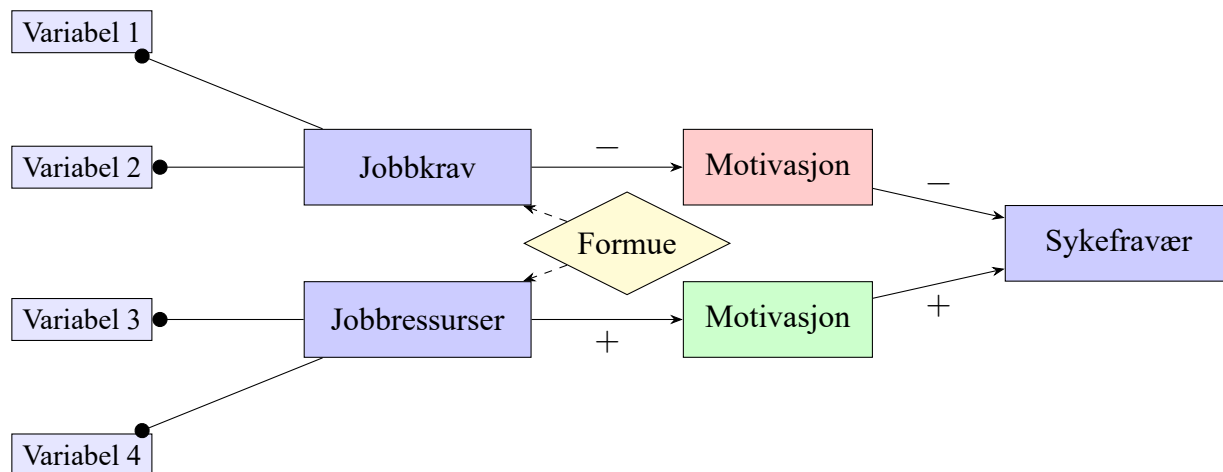 Variabel 1
Variabel 2
Jobbkrav
−
Motivasjon
−
Formue
Sykefravær
Variabel 3
Jobbressurser
+
Motivasjon
+
Variabel 4